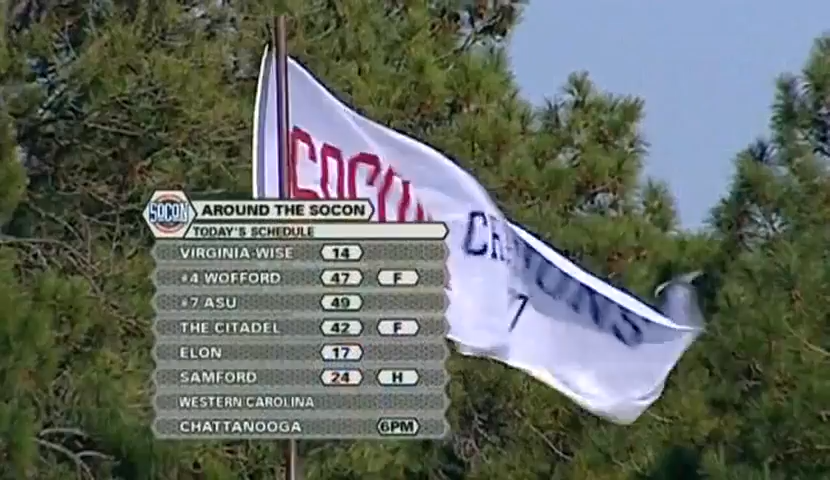 SOCON
CHAMPIONS
7
SOCON
AROUND THE SOCON
TODAY'S SCHEDULE
VIRGINIA-WISE 14
#4 WOFFORD 47 F
#7 ASU 49
THE CITADEL 42 F
ELON 17
SAMFORD 24 H
WESTERN CAROLINA
CHATTANOOGA 6PM